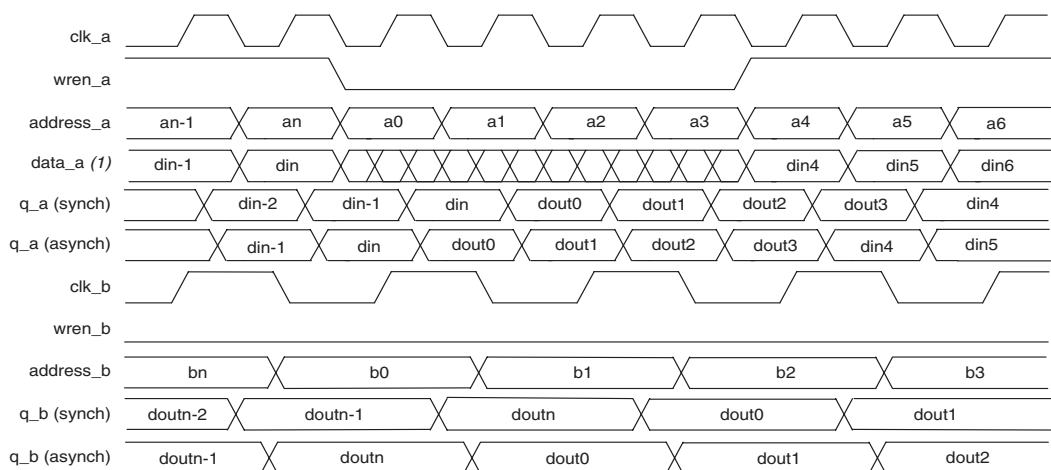 clk_a
wren_a
address_a an-1 an a0 a1 a2 a3 a4 a5 a6
data_a (1) din-1 din din4 din5 din6
q_a (synch) din-2 din-1 din dout0 dout1 dout2 dout3 din4
q_a (asynch) din-1 din dout0 dout1 dout2 dout3 din4 din5
clk_b
wren_b
address_b bn b0 b1 b2 b3
q_b (synch) doutn-2 doutn-1 doutn dout0 dout1
q_b (asynch) doutn-1 doutn dout0 dout1 dout2